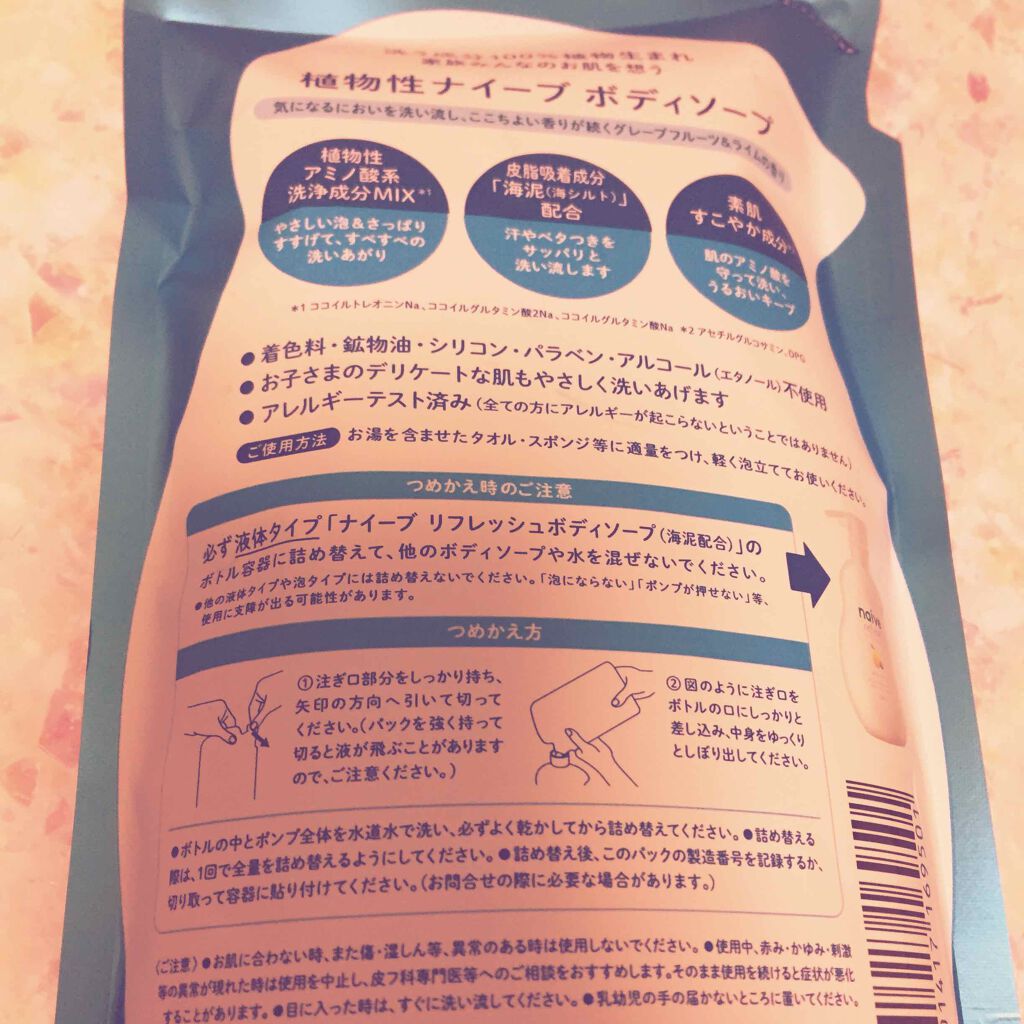 洗う成分100%植物生まれ
家族みんなのお肌を想う
植物性ナイーブ ボディソープ
気になるにおいを洗い流し、ここちよい香りが続くグレープフルーツ&ライムの香り
植物性
アミノ酸系
洗浄成分MIX*1
やさしい泡&さっぱり
すすげて、すべすべの
洗いあがり
皮脂吸着成分
「海泥(海シルト)」
配合
汗やベタつきを
サッパリと
洗い流します
素肌
すこやか成分*2
肌のアミノ酸を
守って洗い、
うるおいキープ
*1 ココイルトレオニンNa、ココイルグルタミン酸2Na、ココイルグルタミン酸Na *2 アセチルグルコサミン、DPG
●着色料・鉱物油・シリコン・パラベン・アルコール(エタノール)不使用
●お子さまのデリケートな肌もやさしく洗いあげます
●アレルギーテスト済み(全ての方にアレルギーが起こらないということではありません)
ご使用方法 お湯を含ませたタオル・スポンジ等に適量をつけ、軽く泡立ててお使いください。
つめかえ時のご注意
必ず液体タイプ「ナイーブ リフレッシュボディソープ(海泥配合)」の
ボトル容器に詰め替えて、他のボディソープや水を混ぜないでください。
●他の液体タイプや泡タイプには詰め替えないでください。「泡にならない」「ポンプが押せない」等、
使用に支障が出る可能性があります。
naive
つめかえ方
①注ぎ口部分をしっかり持ち、
矢印の方向へ引いて切って
ください。(パックを強く持って
切ると液が飛ぶことがあります
ので、ご注意ください。)
②図のように注ぎ口を
ボトルの口にしっかりと
差し込み、中身をゆっくり
としぼり出してください。
●ボトルの中とポンプ全体を水道水で洗い、必ずよく乾かしてから詰め替えてください。●詰め替える
際は、1回で全量を詰め替えるようにしてください。●詰め替え後、このパックの製造番号を記録するか、
切り取って容器に貼り付けてください。(お問合せの際に必要な場合があります。)
〈ご注意〉●お肌に合わない時、また傷・湿しん等、異常のある時は使用しないでください。●使用中、赤み・かゆみ・刺激
等の異常が現れた時は使用を中止し、皮フ科専門医等へのご相談をおすすめします。そのまま使用を続けると症状が悪化
することがあります。●目に入った時は、すぐに洗い流してください。●乳幼児の手の届かないところに置いてください。